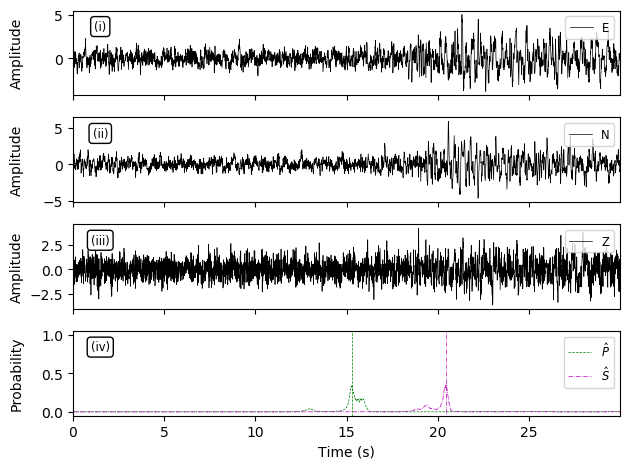 (i)
E
5
0
Amplitude
(ii)
N
5
0
−5
Amplitude
(iii)
Z
2.5
0.0
−2.5
Amplitude
(iv)
P̂
Ŝ
1.0
0.5
0.0
Probability
0 5 10 15 20 25
Time (s)